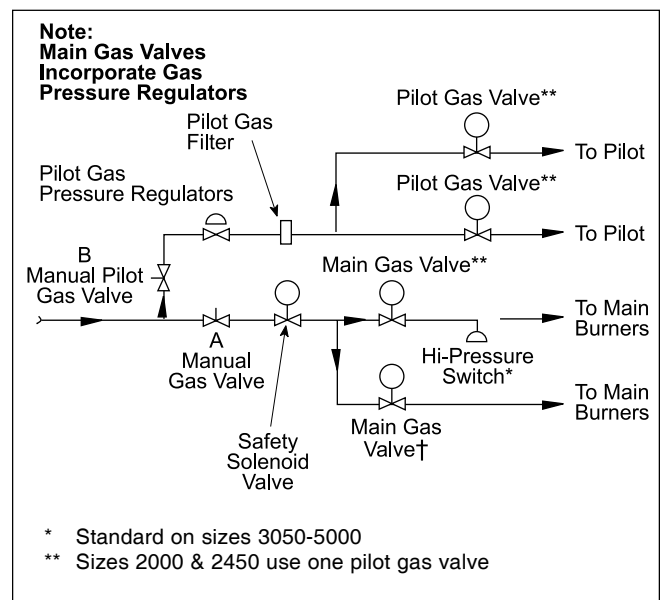 Note:
Main Gas Valves
Incorporate Gas
Pressure Regulators
Pilot Gas
Filter
Pilot Gas Valve**
To Pilot
Pilot Gas
Pressure Regulators
Pilot Gas Valve**
To Pilot
B
Manual Pilot
Gas Valve
Main Gas Valve**
To Main
Burners
A
Manual
Gas Valve
Hi-Pressure
Switch*
To Main
Burners
Safety
Solenoid
Valve
Main Gas
Valve†
* Standard on sizes 3050-5000
** Sizes 2000 & 2450 use one pilot gas valve